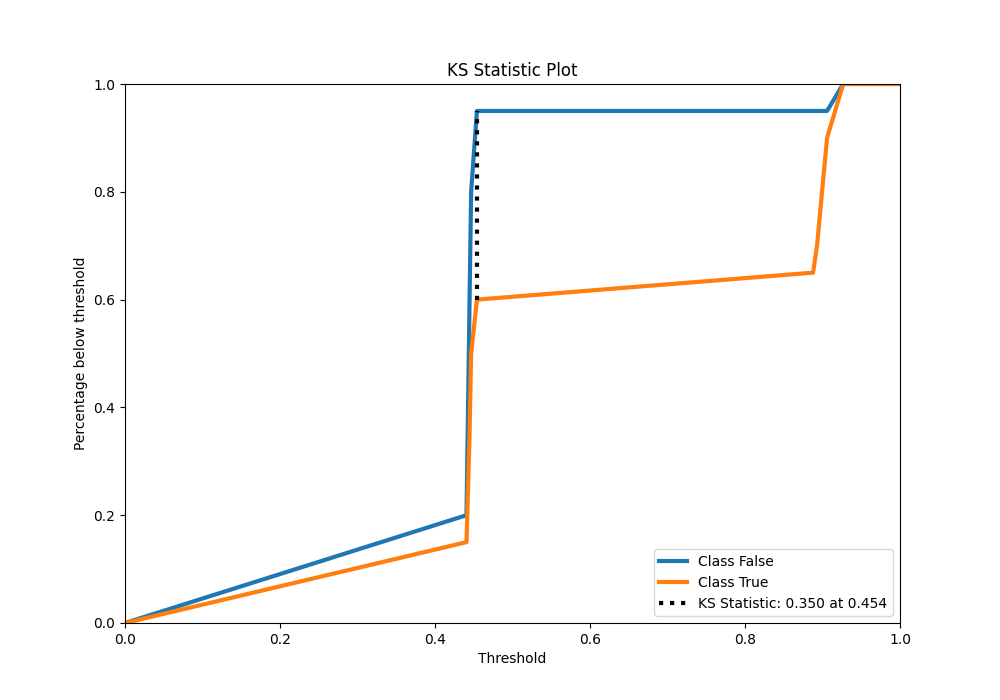 KS Statistic Plot
1.0
0.8
0.6
0.4
0.2
0.0
Percentage below threshold
0.0 0.2 0.4 0.6 0.8 1.0
Threshold
Class False
Class True
KS Statistic: 0.350 at 0.454